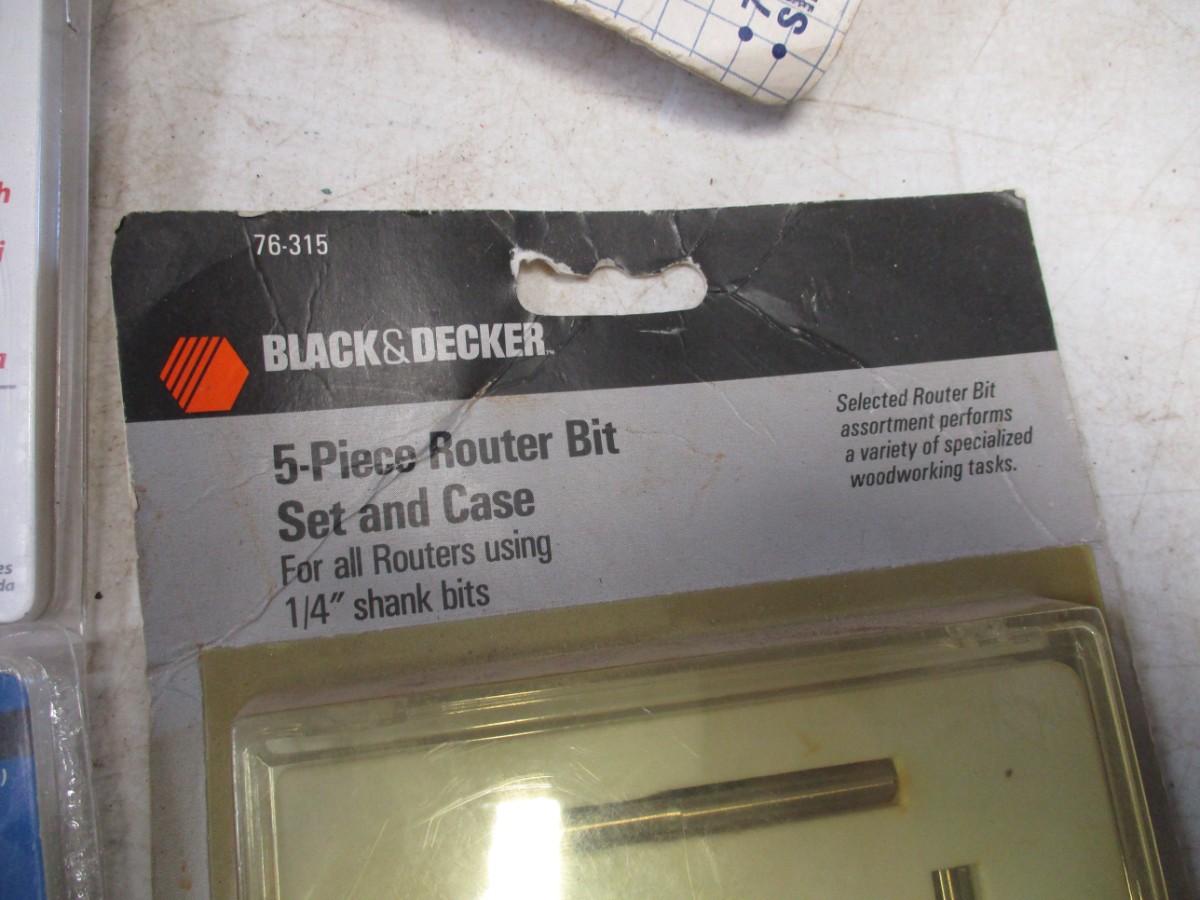 76-315
BLACK&DECKER™
5-Piece Router Bit
Set and Case
For all Routers using
1/4" shank bits
Selected Router Bit
assortment performs
a variety of specialized
woodworking tasks.